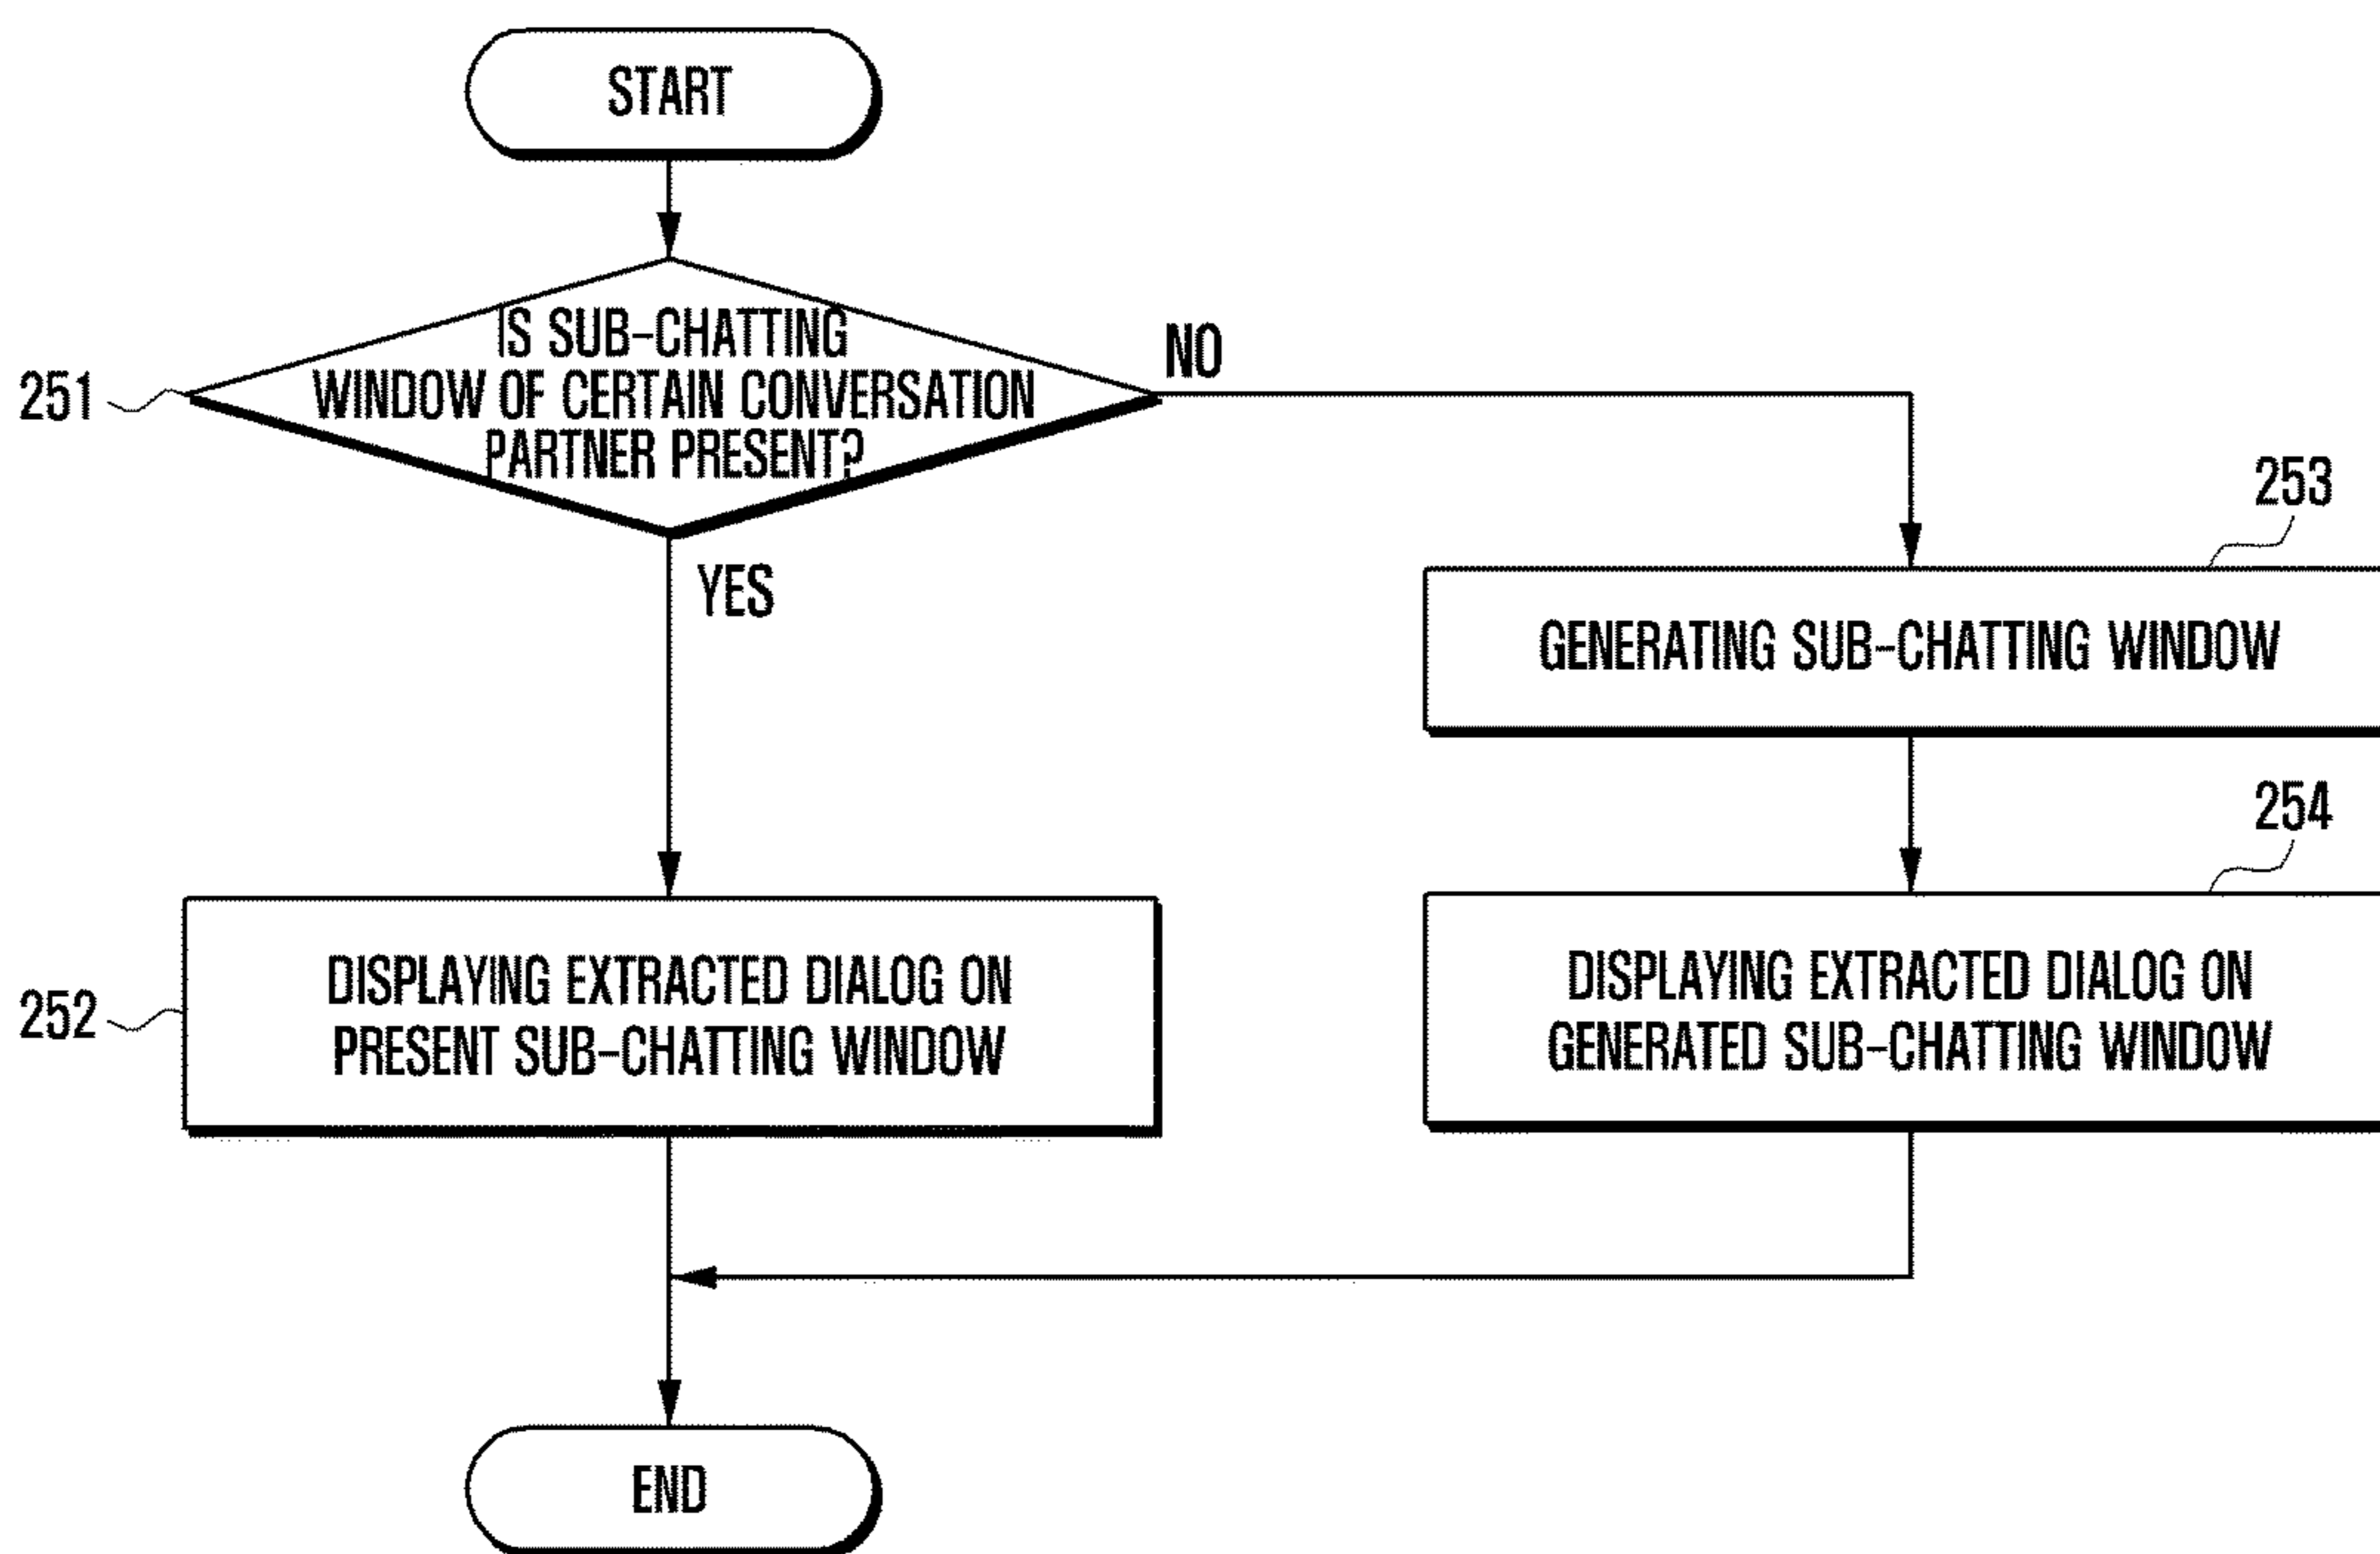 START
IS SUB-CHATTING
WINDOW OF CERTAIN CONVERSATION
PARTNER PRESENT?
251
NO
YES
253
GENERATING SUB-CHATTING WINDOW
254
DISPLAYING EXTRACTED DIALOG ON
GENERATED SUB-CHATTING WINDOW
252
DISPLAYING EXTRACTED DIALOG ON
PRESENT SUB-CHATTING WINDOW
END